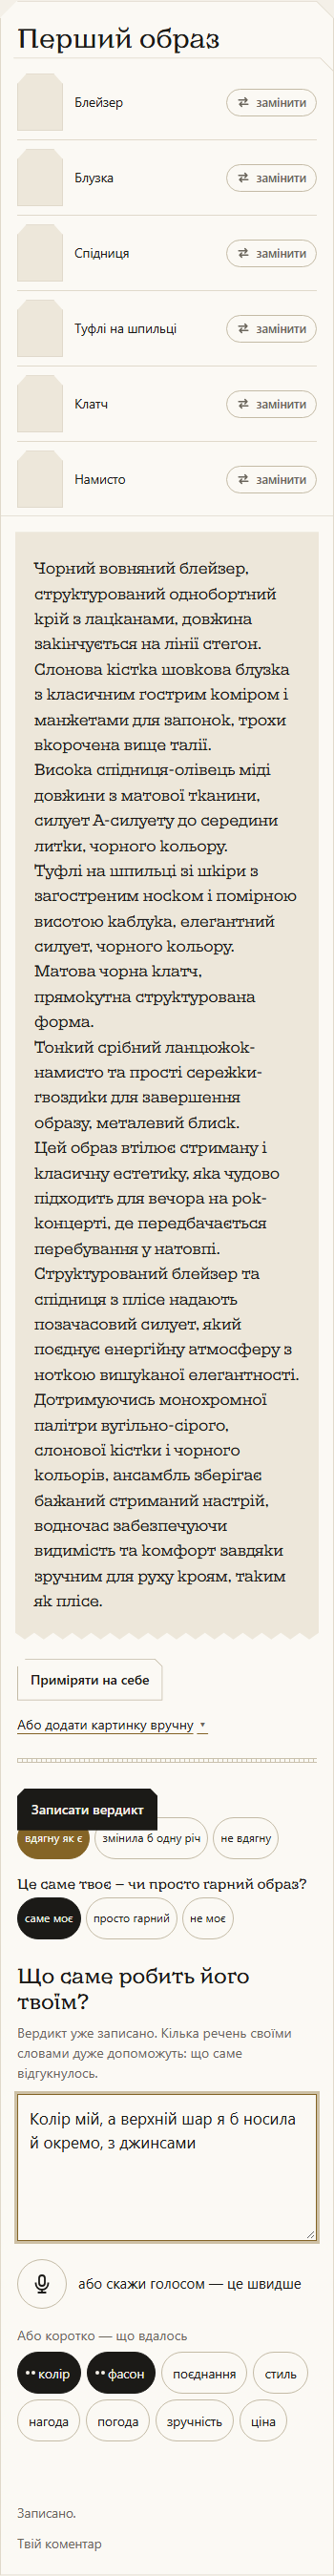 Перший образ
Блейзер
замінити
Блузка
замінити
Спідниця
замінити
Туфлі на шпильці
замінити
Клатч
замінити
Намисто
замінити
Чорний вовняний блейзер,
структурований однобортний
крій з лацканами, довжина
закінчується на лінії стегон.
Слонова кістка шовкова блузка
з класичним гострим коміром і
манжетами для запонок, трохи
вкорочена вище талії.
Висока спідниця-олівець міді
довжини з матової тканини,
силует А-силуету до середини
литки, чорного кольору.
Туфлі на шпильці зі шкіри з
загостреним носком і помірною
висотою каблука, елегантний
силует, чорного кольору.
Матова чорна клатч,
прямокутна структурована
форма.
Тонкий срібний ланцюжок-
намисто та прості сережки-
гвоздики для завершення
образу, металевий блиск.
Цей образ втілює стриману і
класичну естетику, яка чудово
підходить для вечора на рок-
концерті, де передбачається
перебування у натовпі.
Структурований блейзер та
спідниця з плісе надають
позачасовий силует, який
поєднує енергійну атмосферу з
ноткою вишуканої елегантності.
Дотримуючись монохромної
палітри вугільно-сірого,
слонової кістки і чорного
кольорів, ансамбль зберігає
бажаний стриманий настрій,
водночас забезпечуючи
видимість та комфорт завдяки
зручним для руху кроям, таким
як плісе.
Приміряти на себе
Або додати картинку вручну
Записати вердикт
вдягну як є
змінила б одну річ
не вдягну
Це саме твоє – чи просто гарний образ?
саме моє
просто гарний
не моє
Що саме робить його
твоїм?
Вердикт уже записано. Кілька речень своїми
словами дуже допоможуть: що саме
відгукнулось.
Колір мій, а верхній шар я б носила
й окремо, з джинсами
або скажи голосом — це швидше
Або коротко — що вдалось
колір
фасон
поєднання
стиль
нагода
погода
зручність
ціна
Записано.
Твій коментар